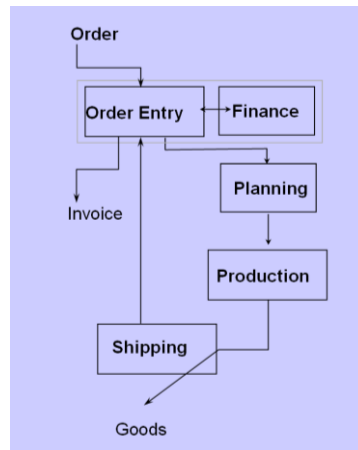 Order
Order Entry
Finance
Planning
Invoice
Production
Shipping
Goods